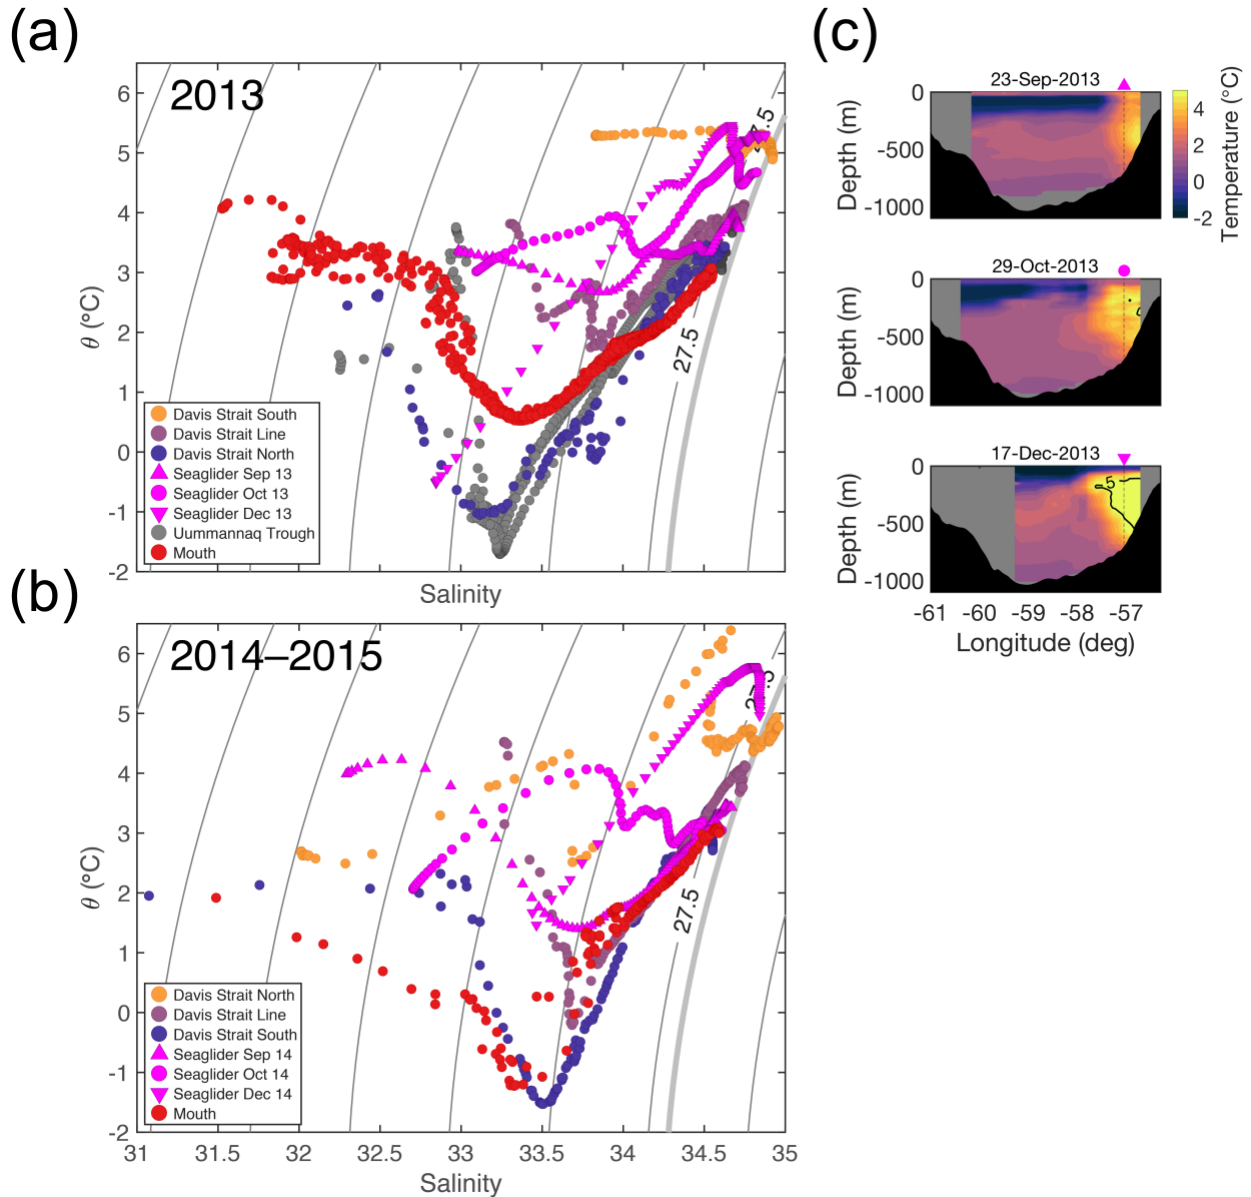 (a)
2013
6
5
4
3
2
1
0
-1
-2
θ (°C)
27.5
27.5
Davis Strait South
Davis Strait Line
Davis Strait North
Seaglider Sep 13
Seaglider Oct 13
Seaglider Dec 13
Uummannaq Trough
Mouth
Salinity
(b)
2014–2015
6
5
4
3
2
1
0
-1
-2
θ (°C)
27.5
27.5
Davis Strait North
Davis Strait Line
Davis Strait South
Seaglider Sep 14
Seaglider Oct 14
Seaglider Dec 14
Mouth
31 31.5 32 32.5 33 33.5 34 34.5 35
Salinity
(c)
23-Sep-2013
0
-500
-1000
Depth (m)
4
2
0
-2
Temperature (°C)
29-Oct-2013
0
-500
-1000
Depth (m)
17-Dec-2013
0
-500
-1000
Depth (m)
5
-61 -60 -59 -58 -57
Longitude (deg)